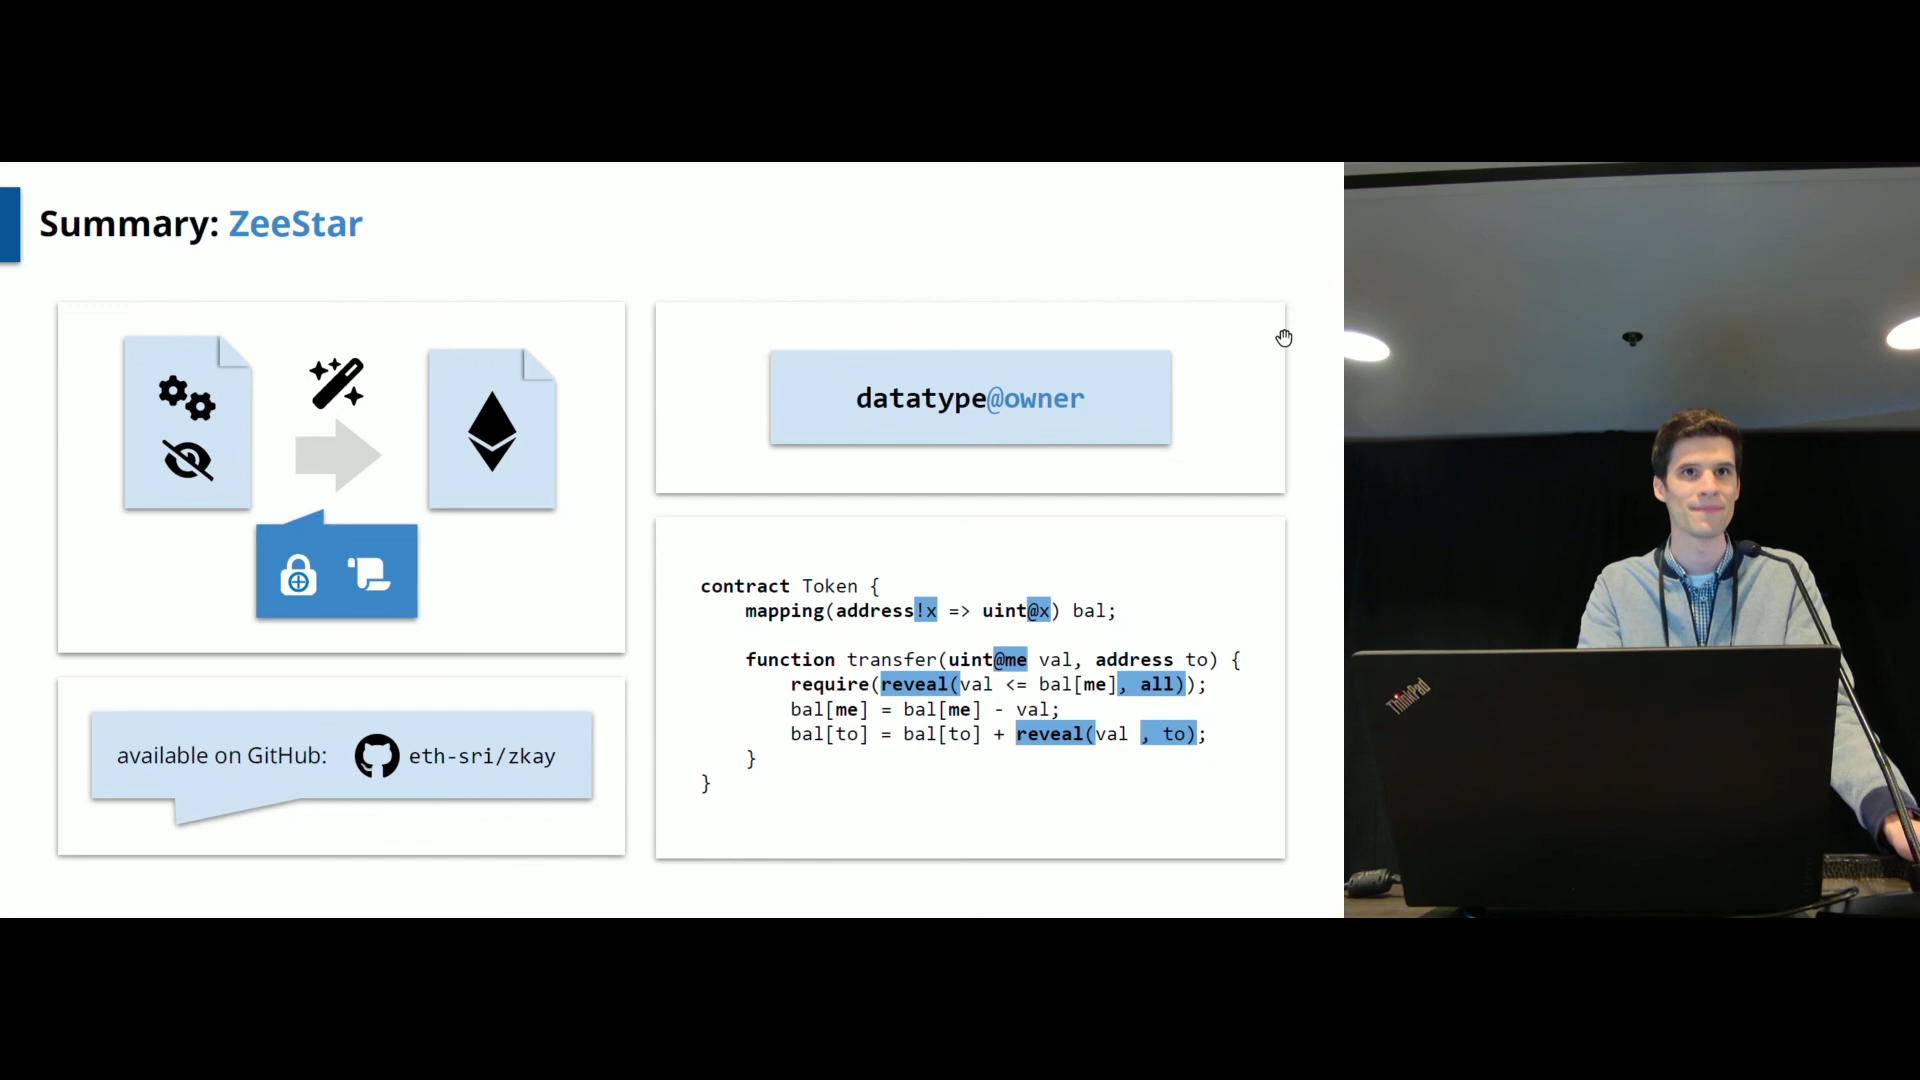 Summary: ZeeStar
datatype@owner
available on GitHub: eth-sri/zkay
contract Token {
mapping(address!x => uint@x) bal;
function transfer(uint@me val, address to) {
require(reveal(val <= bal[me], all));
bal[me] = bal[me] - val;
bal[to] = bal[to] + reveal(val , to);
}
}
ThinkPad